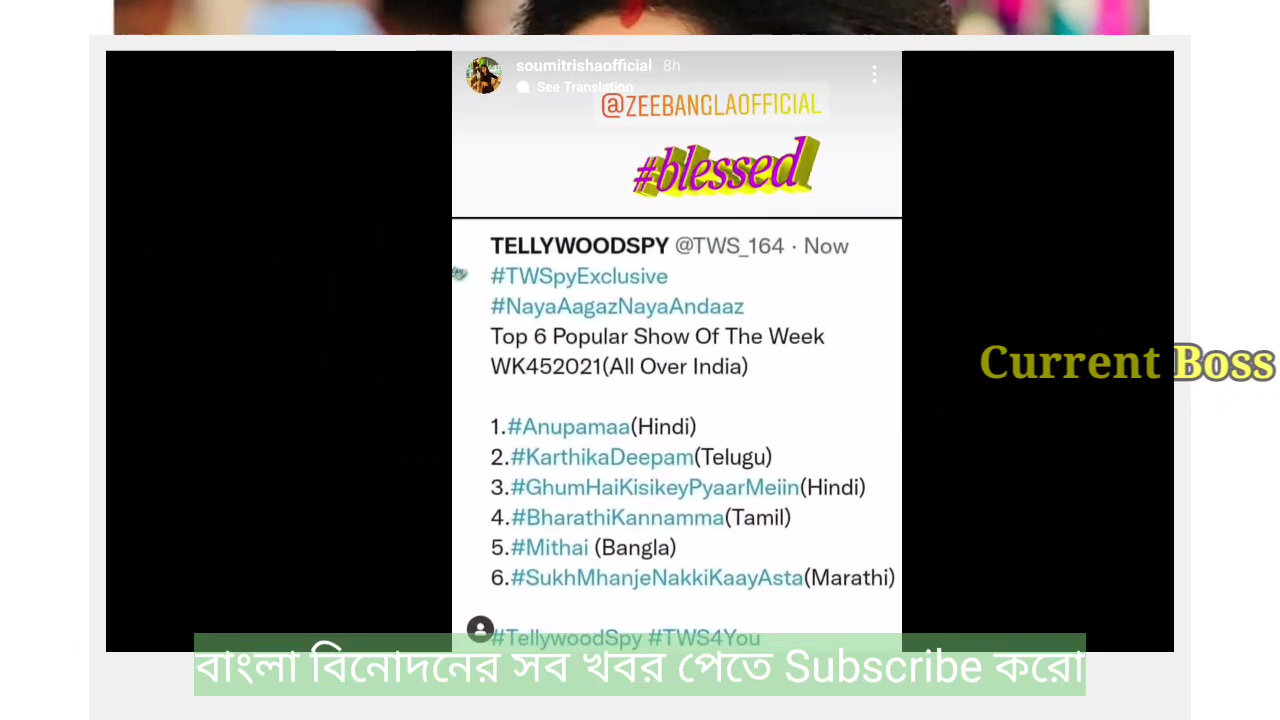 soumitrishaofficial 8h
See Translation
@ZEEBANGLAOFFICIAL
#blessed
TELLYWOODSPY @TWS_164 · Now
#TWSpyExclusive
#NayaAagazNayaAndaaz
Top 6 Popular Show Of The Week
WK452021(All Over India)
1.#Anupamaa(Hindi)
2.#KarthikaDeepam(Telugu)
3.#GhumHaiKisikeyPyaarMeiin(Hindi)
4.#BharathiKannamma(Tamil)
5.#Mithai (Bangla)
6.#SukhMhanjeNakkiKaayAsta(Marathi)
#TellywoodSpy #TWS4You
Current Boss
বাংলা বিনোদনের সব খবর পেতে Subscribe করো